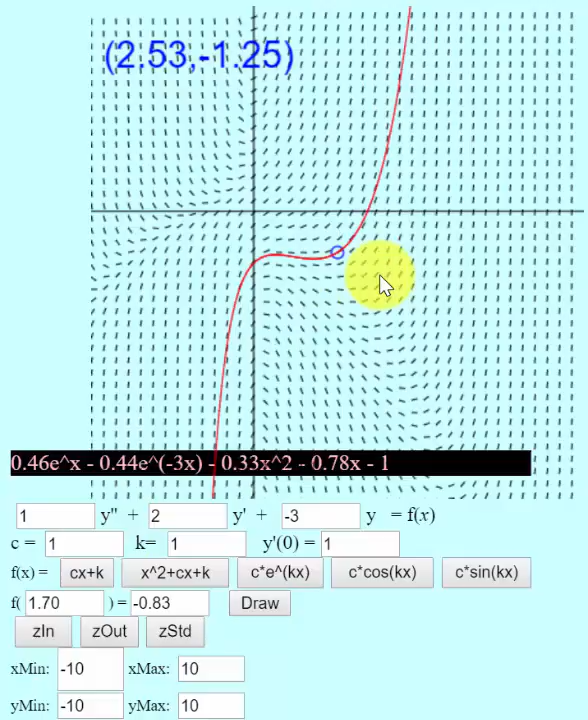 (2.53,-1.25)
0.46e^x - 0.44e^(-3x) - 0.33x^2 - 0.78x - 1
1 y" + 2 y' + -3 y = f(x)
c = 1 k= 1 y'(0) = 1
f(x) = cx+k x^2+cx+k c*e^(kx) c*cos(kx) c*sin(kx)
f( 1.70 ) = -0.83 Draw
zIn zOut zStd
xMin: -10 xMax: 10
yMin: -10 yMax: 10